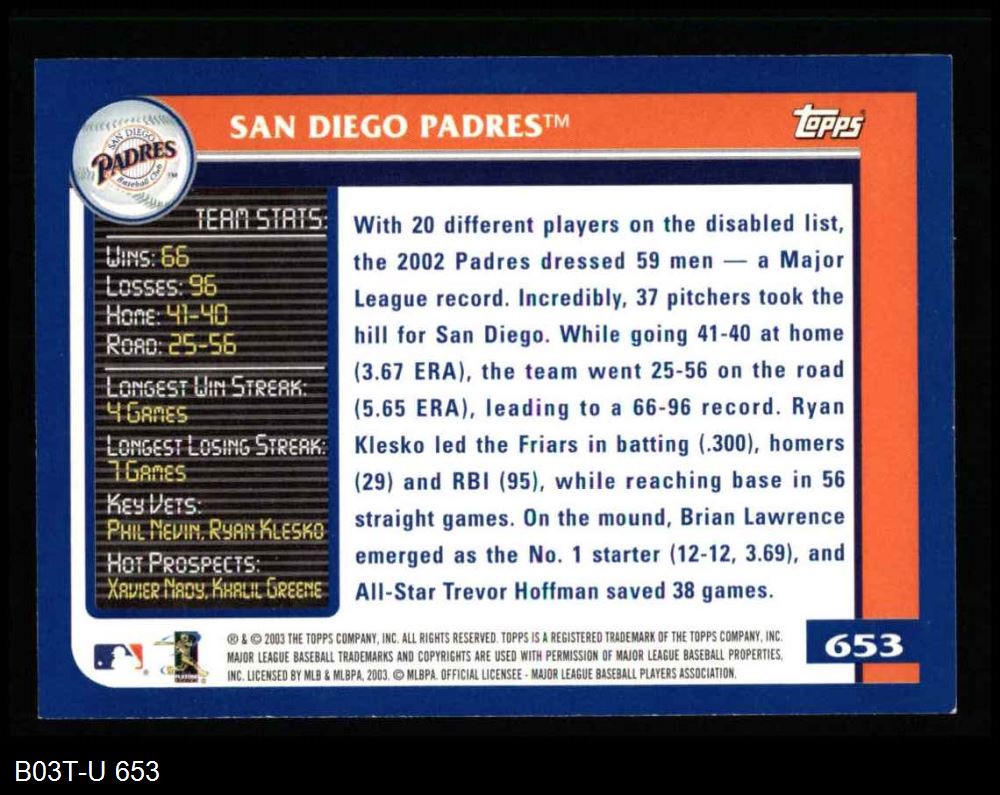 SAN DIEGO PADRES™
Topps
SAN DIEGO
PADRES™
Baseball Club
TEAM STATS:
WINS: 66
LOSSES: 96
HOME: 41-40
ROAD: 25-56
LONGEST WIN STREAK:
4 GAMES
LONGEST LOSING STREAK:
7 GAMES
KEY VETS:
PHIL NEVIN, RYAN KLESKO
HOT PROSPECTS:
XAVIER NADY, KHALIL GREENE
With 20 different players on the disabled list,
the 2002 Padres dressed 59 men — a Major
League record. Incredibly, 37 pitchers took the
hill for San Diego. While going 41-40 at home
(3.67 ERA), the team went 25-56 on the road
(5.65 ERA), leading to a 66-96 record. Ryan
Klesko led the Friars in batting (.300), homers
(29) and RBI (95), while reaching base in 56
straight games. On the mound, Brian Lawrence
emerged as the No. 1 starter (12-12, 3.69), and
All-Star Trevor Hoffman saved 38 games.
® & © 2003 THE TOPPS COMPANY, INC. ALL RIGHTS RESERVED. TOPPS IS A REGISTERED TRADEMARK OF THE TOPPS COMPANY, INC.
MAJOR LEAGUE BASEBALL TRADEMARKS AND COPYRIGHTS ARE USED WITH PERMISSION OF MAJOR LEAGUE BASEBALL PROPERTIES,
INC. LICENSED BY MLB & MLBPA, 2003. © MLBPA. OFFICIAL LICENSEE - MAJOR LEAGUE BASEBALL PLAYERS ASSOCIATION.
653
B03T-U 653